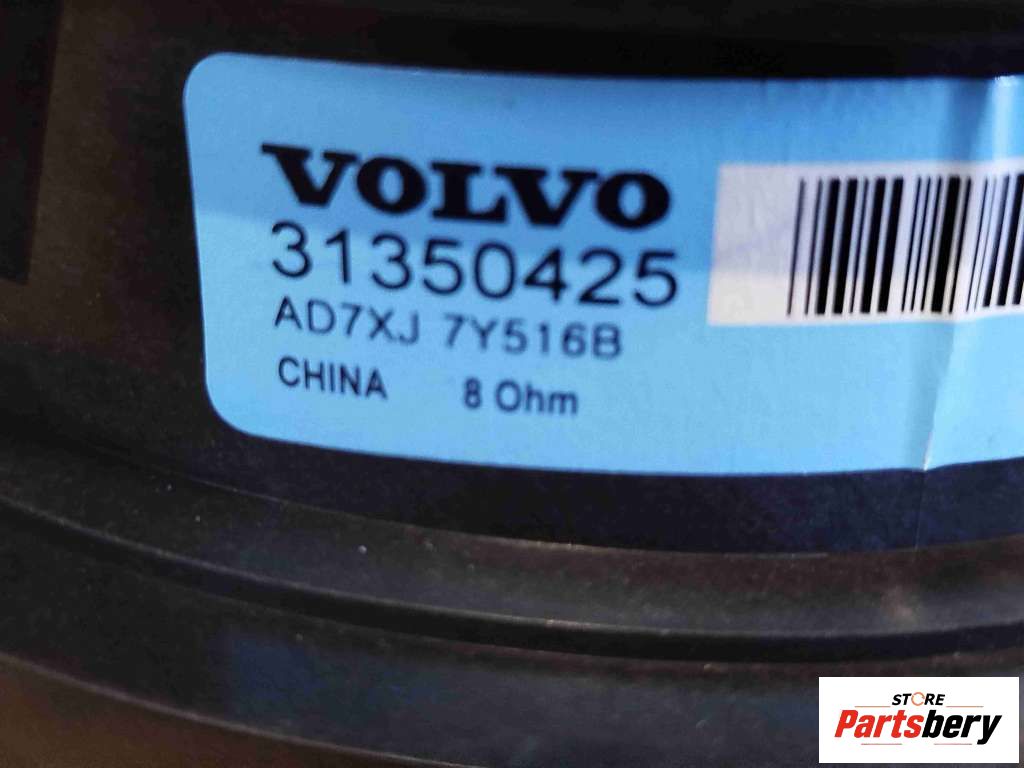 VOLVO
31350425
AD7XJ 7Y516B
CHINA 8 Ohm
STORE
Partsbery